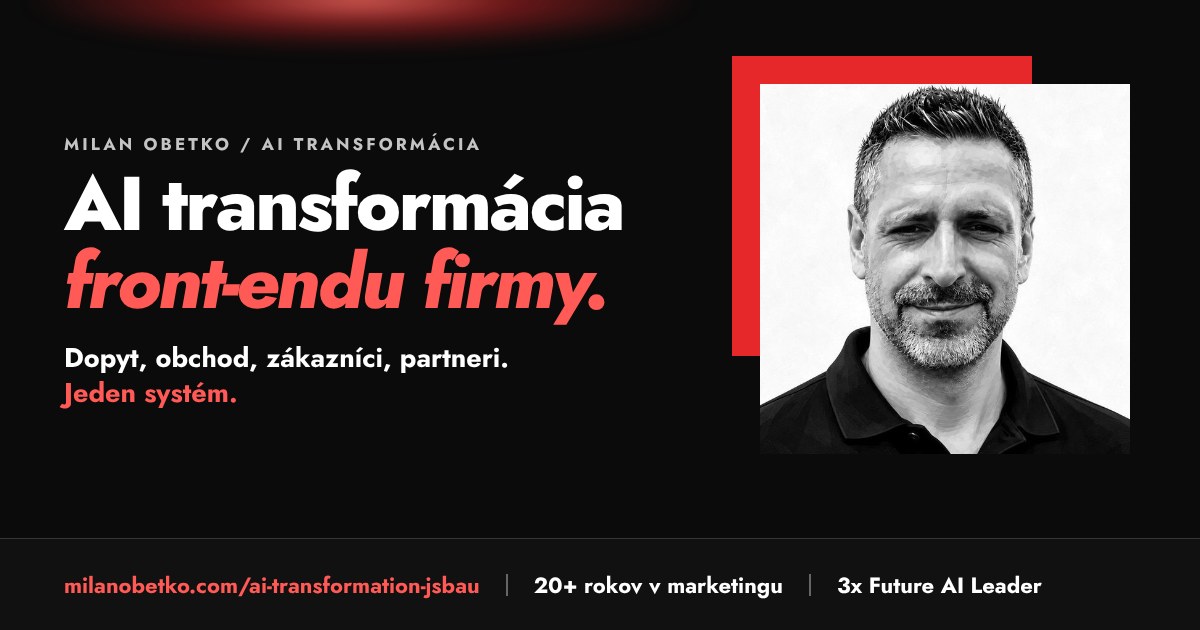 MILAN OBETKO / AI TRANSFORMÁCIA
AI transformácia
front-endu firmy.
Dopyt, obchod, zákazníci, partneri.
Jeden systém.
milanobetko.com/ai-transformation-jsbau | 20+ rokov v marketingu | 3x Future AI Leader